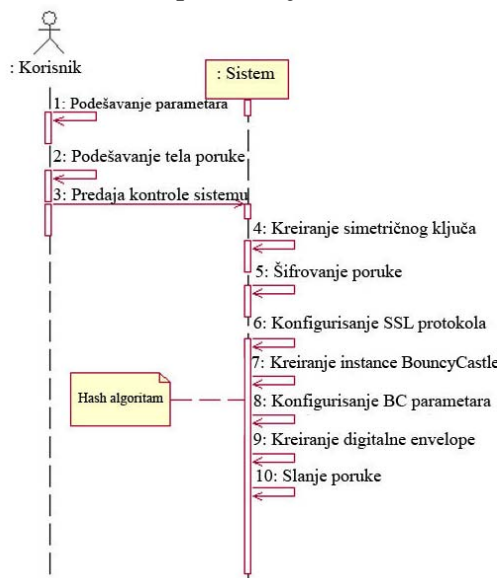 : Korisnik
: Sistem
1: Podešavanje parametara
2: Podešavanje tela poruke
3: Predaja kontrole sistemu
4: Kreiranje simetričnog ključa
5: Šifrovanje poruke
6: Konfigurisanje SSL protokola
7: Kreiranje instance BouncyCastle
Hash algoritam
8: Konfigurisanje BC parametara
9: Kreiranje digitalne envelope
10: Slanje poruke